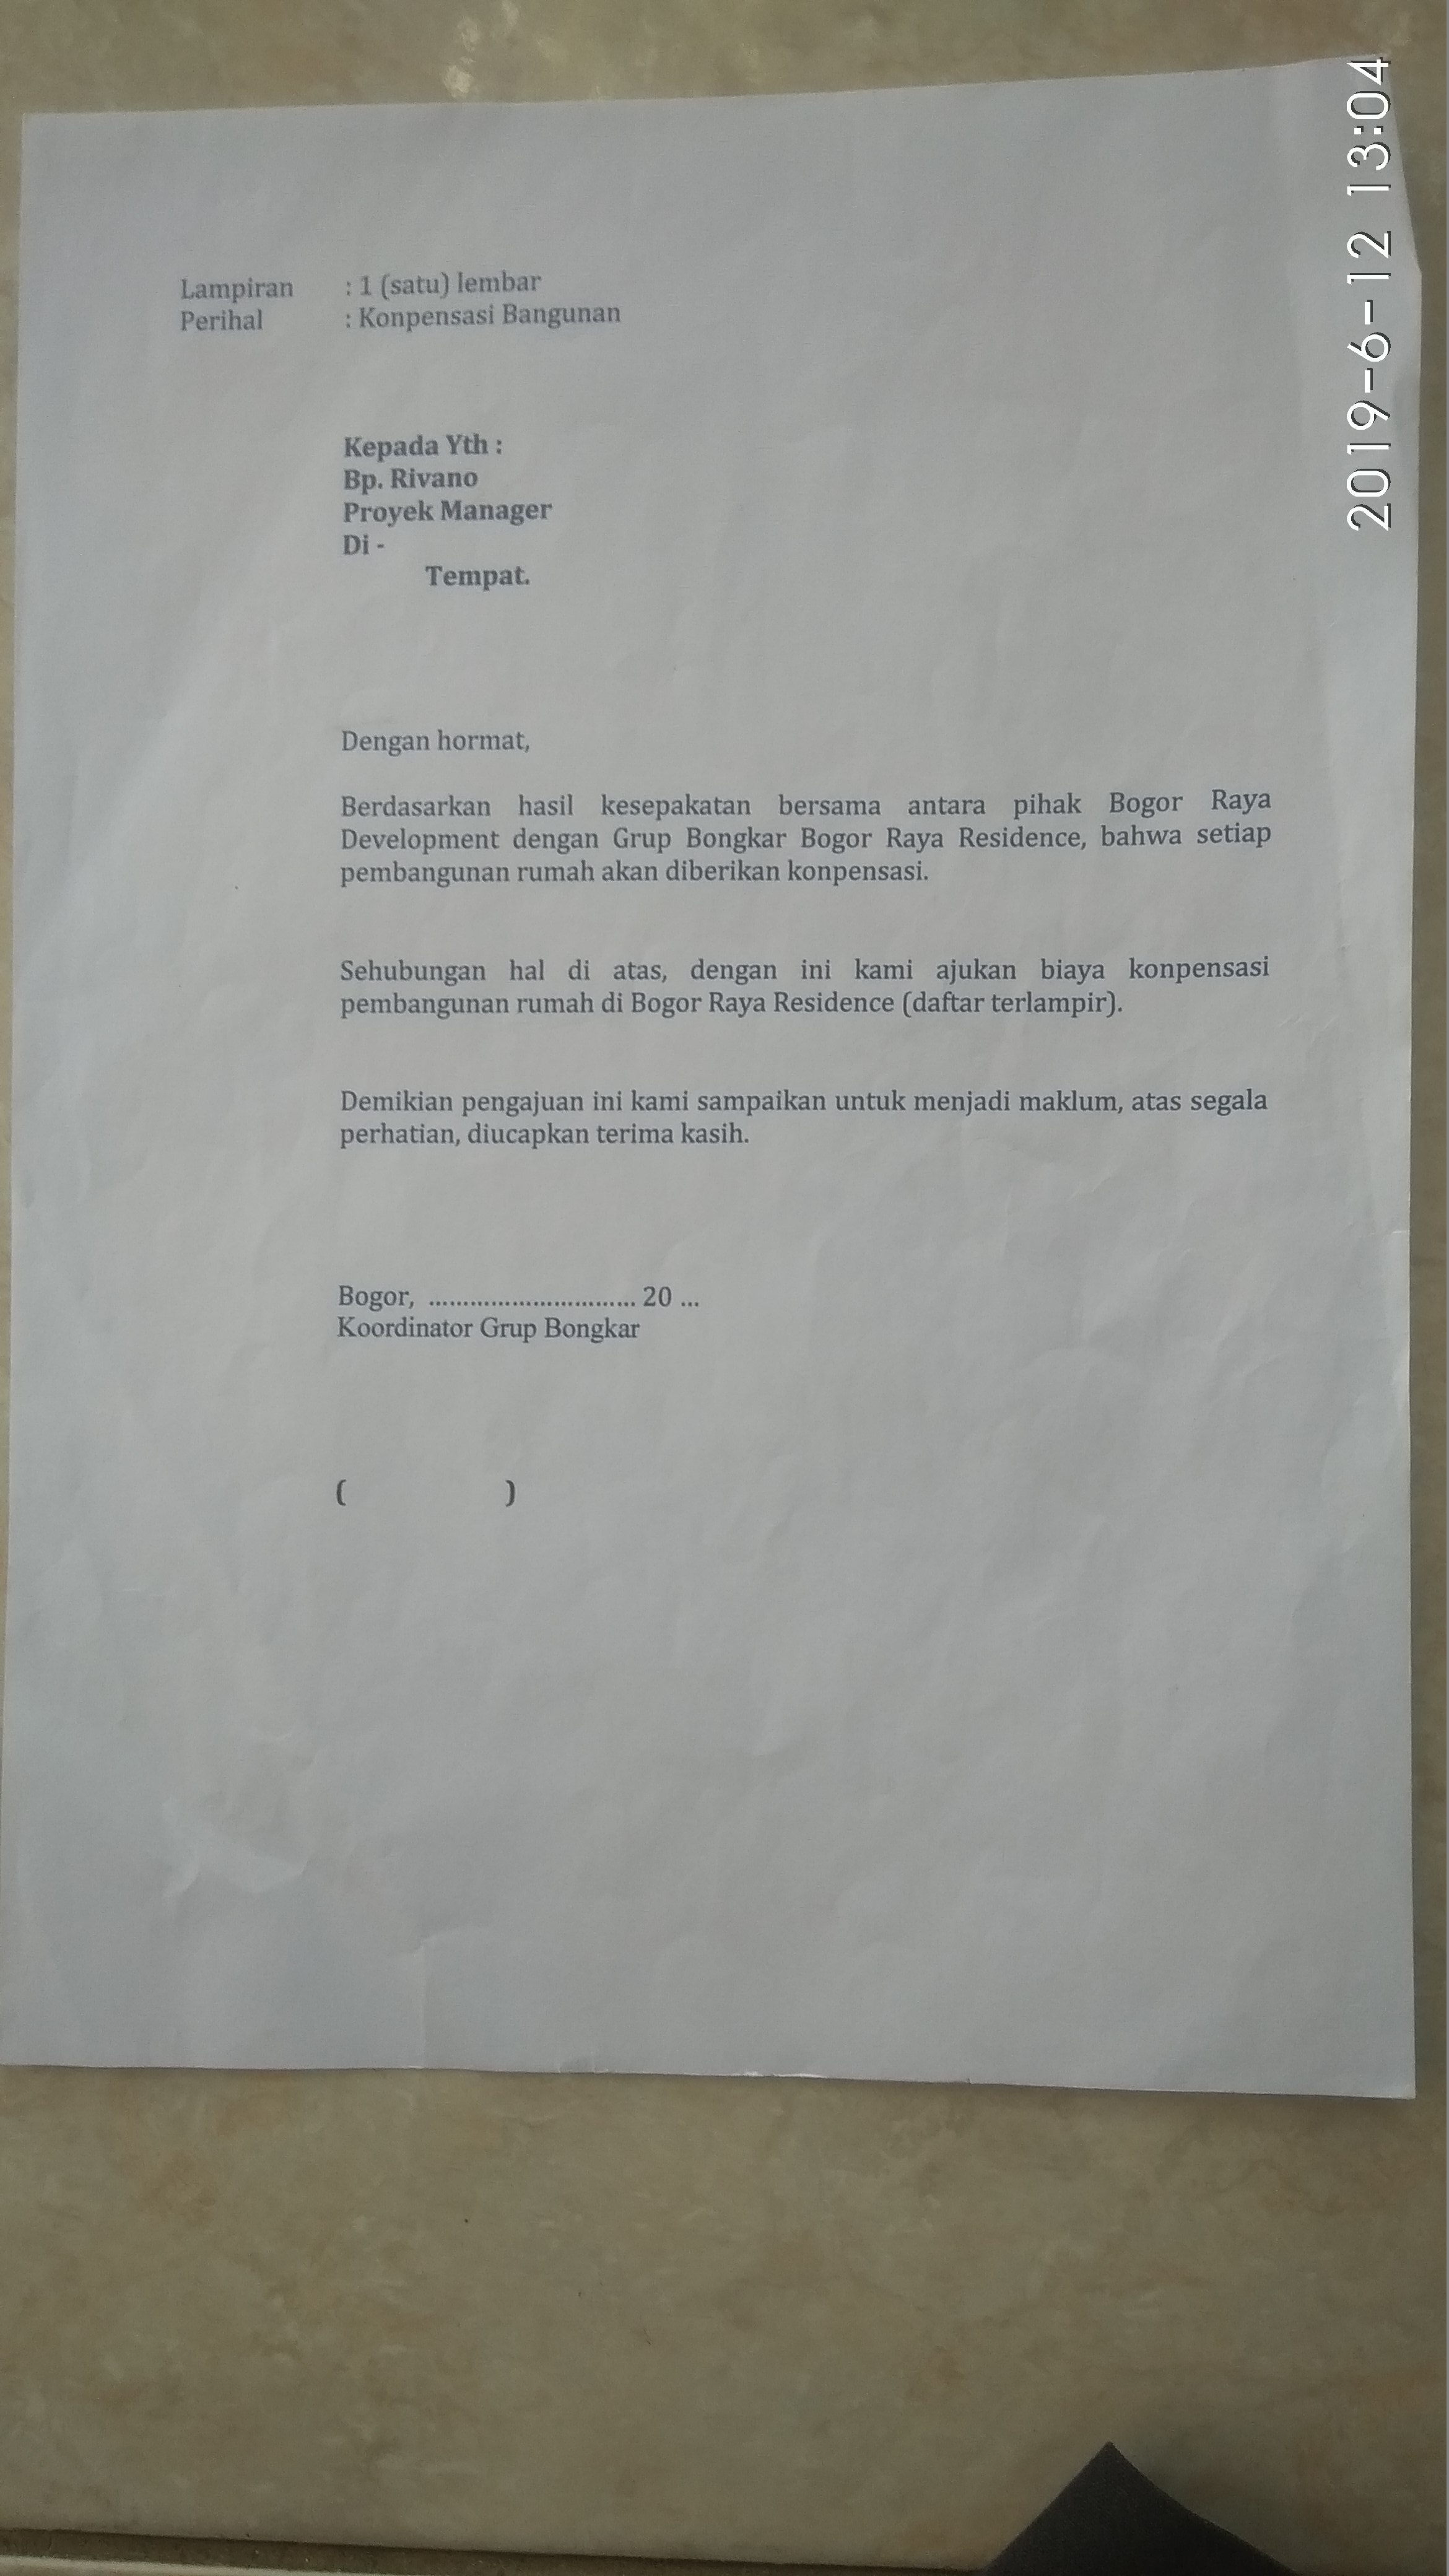 Lampiran : 1 (satu) lembar
Perihal : Konpensasi Bangunan
Kepada Yth :
Bp. Rivano
Proyek Manager
Di -
Tempat.
Dengan hormat,
Berdasarkan hasil kesepakatan bersama antara pihak Bogor Raya
Development dengan Grup Bongkar Bogor Raya Residence, bahwa setiap
pembangunan rumah akan diberikan konpensasi.
Sehubungan hal di atas, dengan ini kami ajukan biaya konpensasi
pembangunan rumah di Bogor Raya Residence (daftar terlampir).
Demikian pengajuan ini kami sampaikan untuk menjadi maklum, atas segala
perhatian, diucapkan terima kasih.
Bogor, ............................... 20 ...
Koordinator Grup Bongkar
( )
2019-6-12 13:04